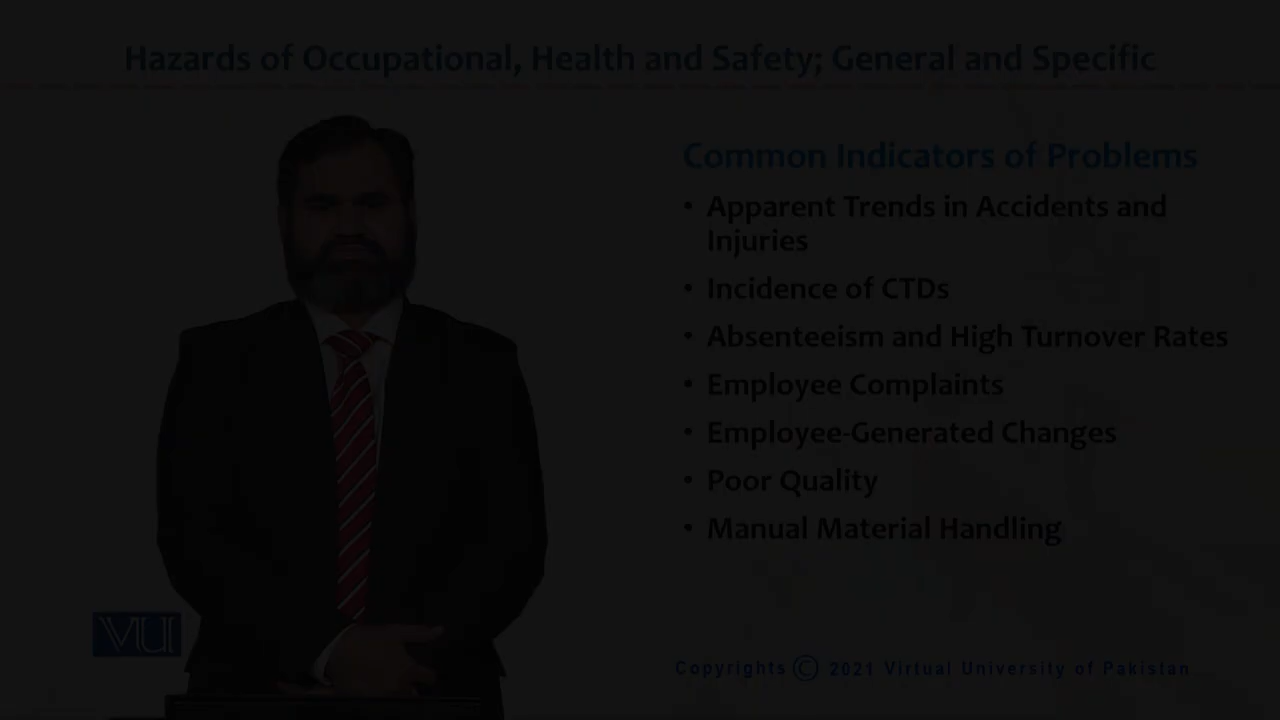 Hazards of Occupational, Health and Safety; General and Specific
Common Indicators of Problems
• Apparent Trends in Accidents and
Injuries
• Incidence of CTDs
• Absenteeism and High Turnover Rates
• Employee Complaints
• Employee-Generated Changes
• Poor Quality
• Manual Material Handling
VU
Copyrights © 2021 Virtual University of Pakistan